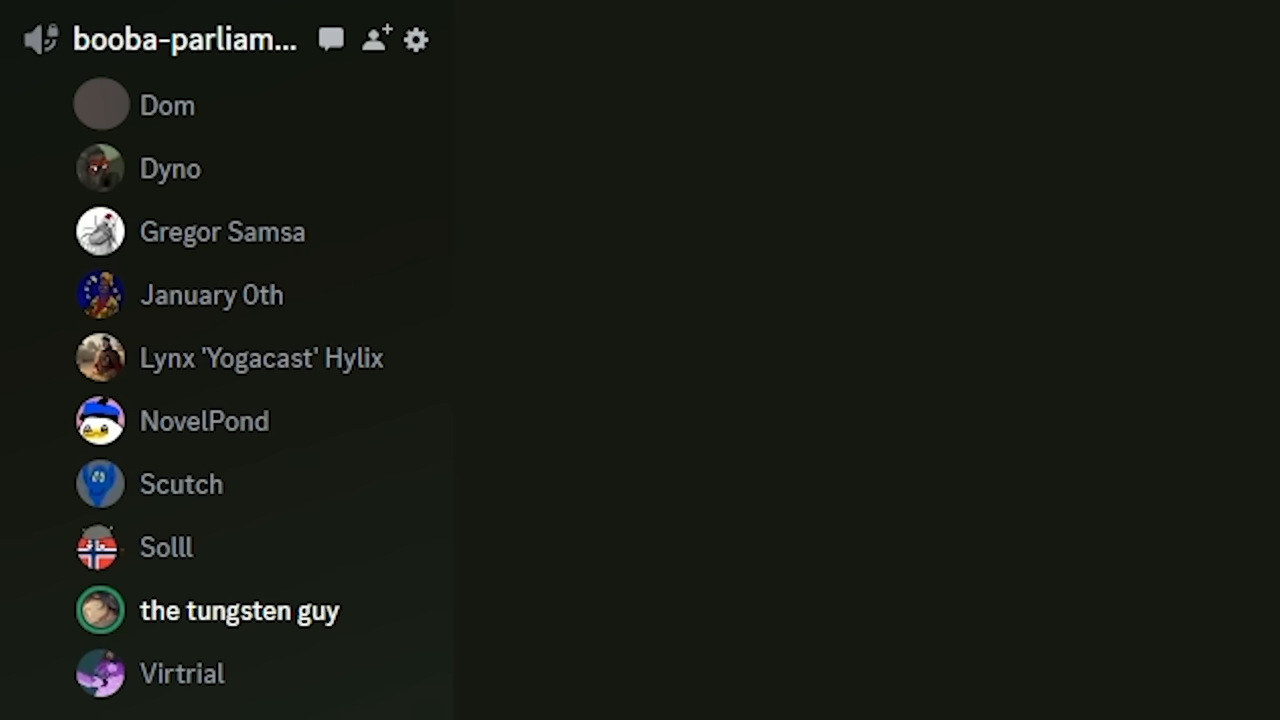 booba-parliam...
Dom
Dyno
Gregor Samsa
January 0th
Lynx 'Yogacast' Hylix
NovelPond
Scutch
Solll
the tungsten guy
Virtrial